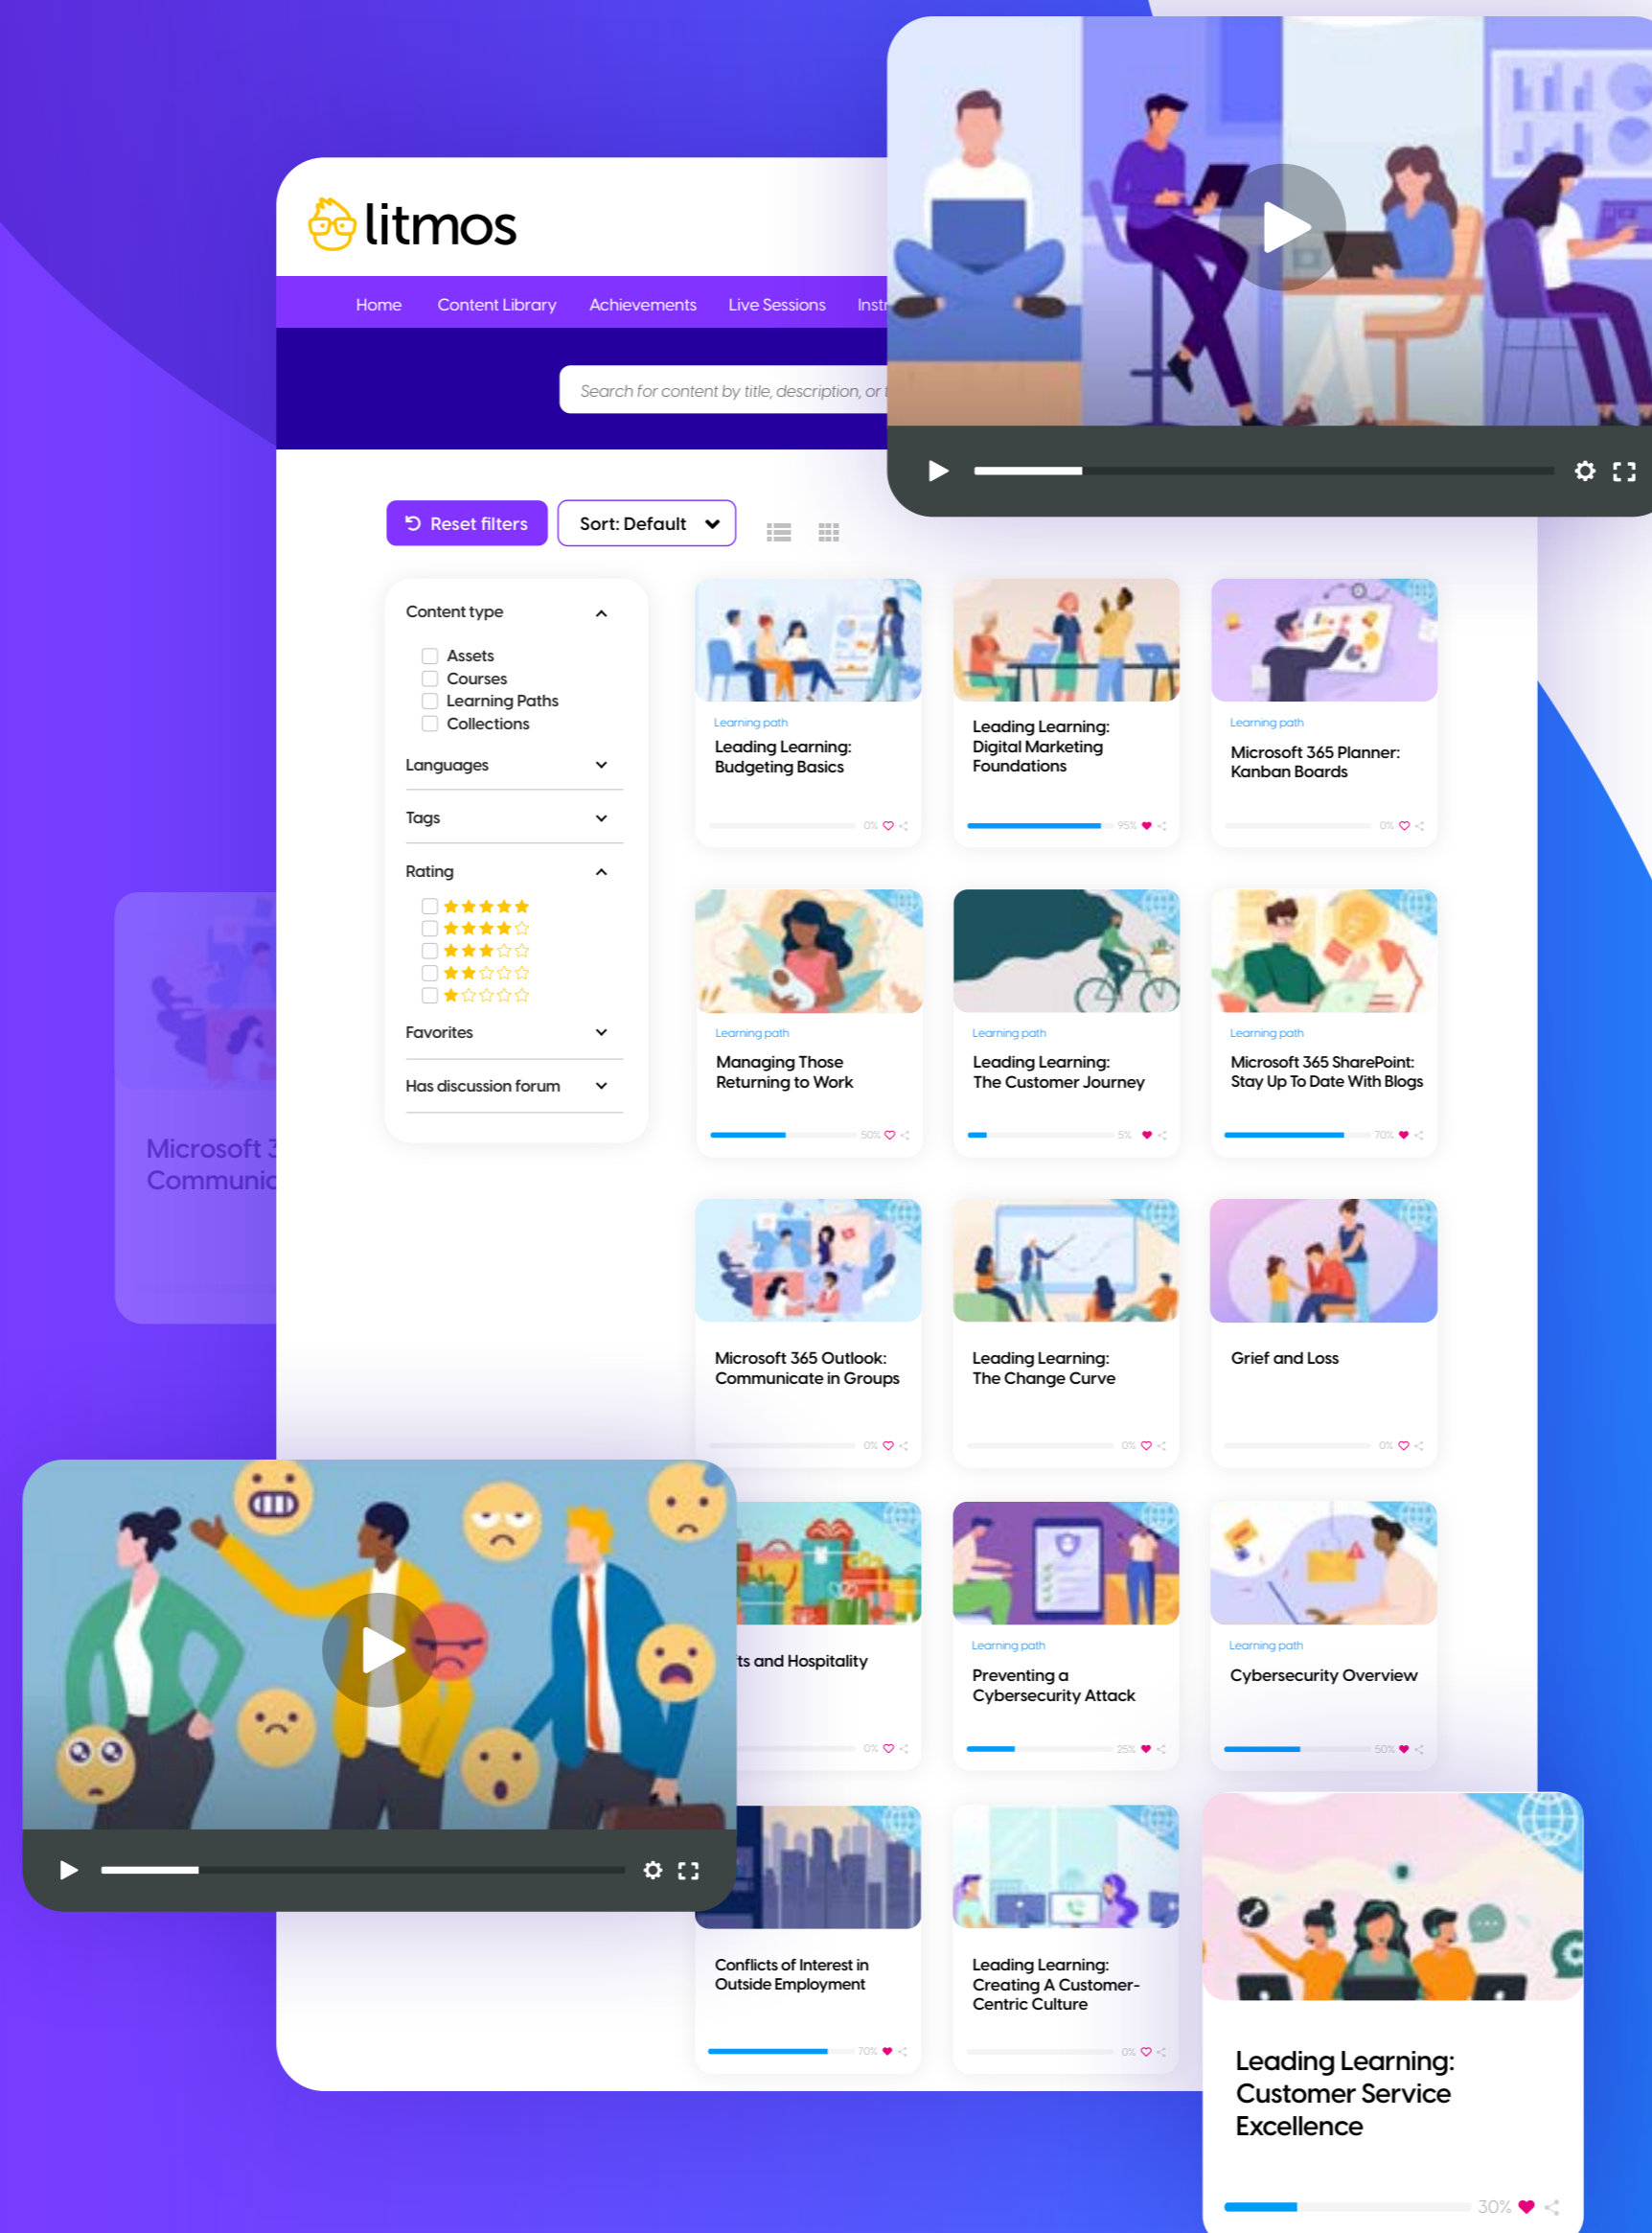 litmos
Home Content Library Achievements Live Sessions
Search for content by title, description, or
Reset filters Sort: Default
Content type
Assets
Courses
Learning Paths
Collections
Languages
Tags
Rating
Favorites
Has discussion forum
Learning path
Leading Learning:
Budgeting Basics
0%
Leading Learning:
Digital Marketing
Foundations
95%
Learning path
Microsoft 365 Planner:
Kanban Boards
0%
Learning path
Managing Those
Returning to Work
50%
Learning path
Leading Learning:
The Customer Journey
5%
Learning path
Microsoft 365 SharePoint:
Stay Up To Date With Blogs
70%
Microsoft
Microsoft 365 Outlook:
Communicate in Groups
0%
Leading Learning:
The Change Curve
0%
Grief and Loss
0%
and Hospitality
0%
Learning path
Preventing a
Cybersecurity Attack
25%
Learning path
Cybersecurity Overview
50%
Conflicts of Interest in
Outside Employment
70%
Leading Learning:
Creating A Customer-
Centric Culture
0%
Leading Learning:
Customer Service
Excellence
30%